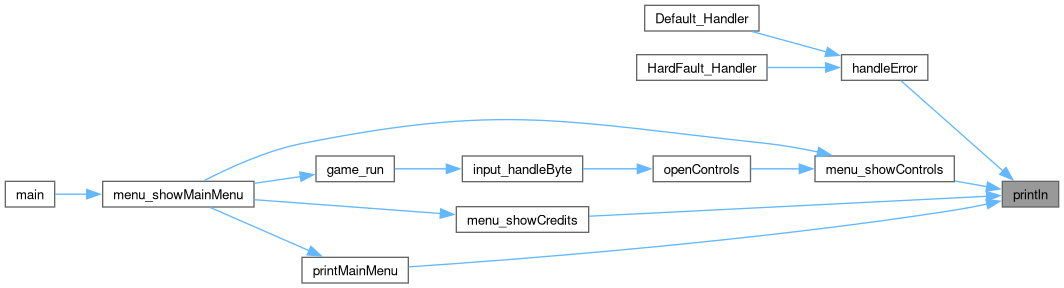 Default_Handler
HardFault_Handler
handleError
main
menu_showMainMenu
game_run
input_handleByte
openControls
menu_showControls
println
menu_showCredits
printMainMenu